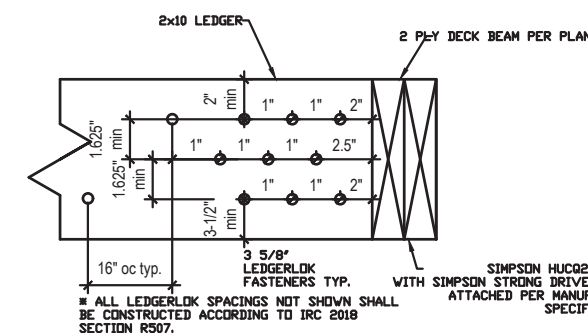 2x10 LEDGER
2 PLY DECK BEAM PER PLAN
2" min
1" 1" 2"
1.625" min
1" 1" 1" 2.5"
1.625" min
1" 1" 2"
3-1/2" min
16" oc typ.
3 5/8"
LEDGERLOK
FASTENERS TYP.
SIMPSON HUCQ2
WITH SIMPSON STRONG DRIVE
ATTACHED PER MANUF
SPECIF
* ALL LEDGERLOK SPACINGS NOT SHOWN SHALL
BE CONSTRUCTED ACCORDING TO IRC 2018
SECTION R507.